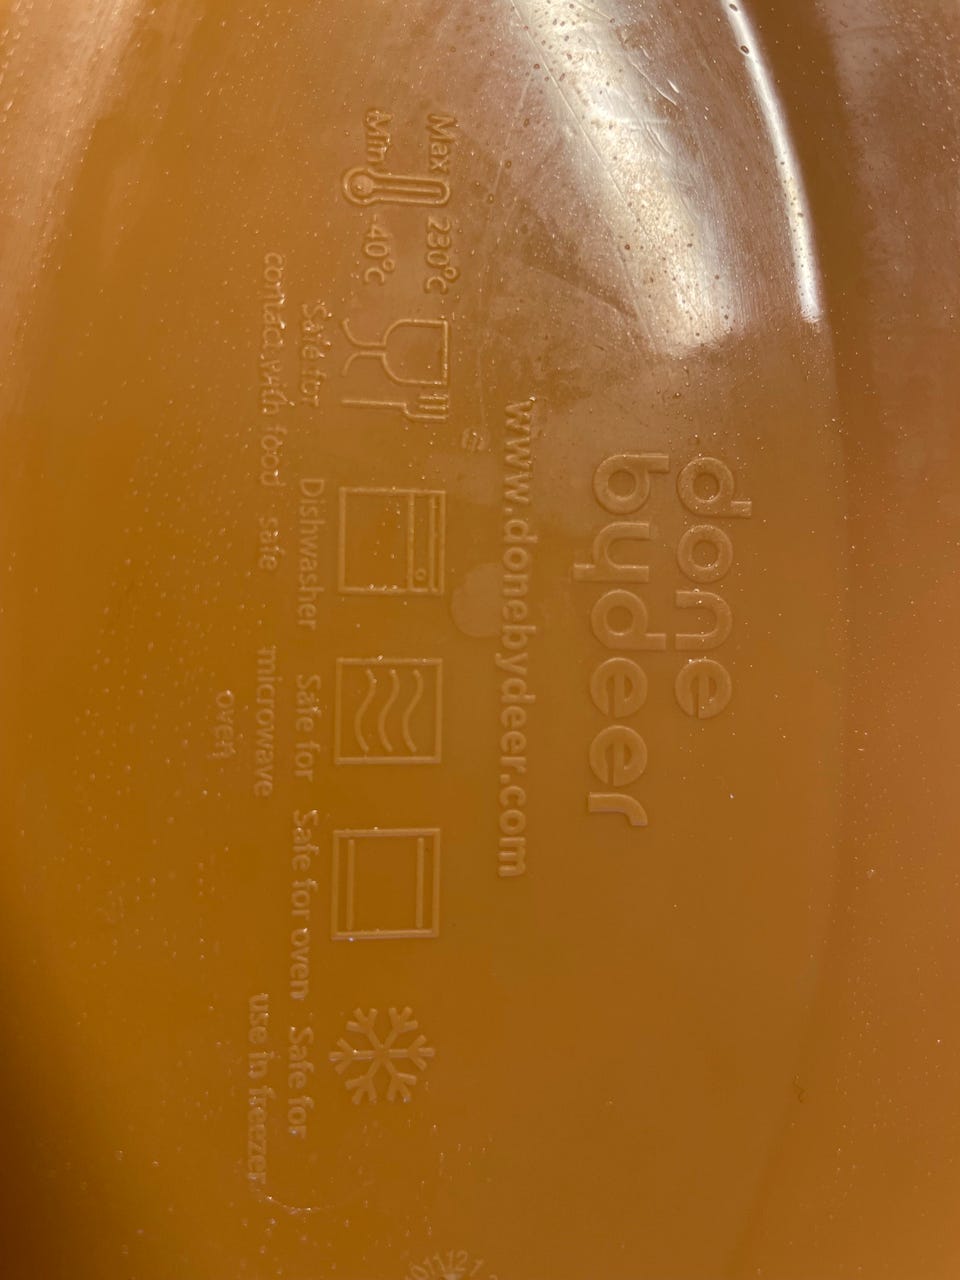 done
bydeer
www.donebydeer.com
Max 230°C
Min -40°C
Safe for
contact with food
Dishwasher
safe
Safe for
microwave
oven
Safe for oven
Safe for
use in freezer